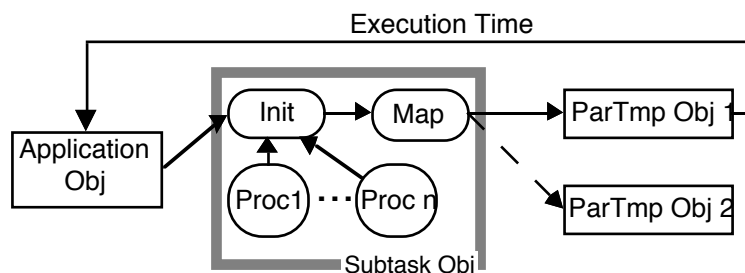 Execution Time
Init
Map
ParTmp Obj 1
Application
Obj
Proc1
...
Proc n
ParTmp Obj 2
Subtask Obj